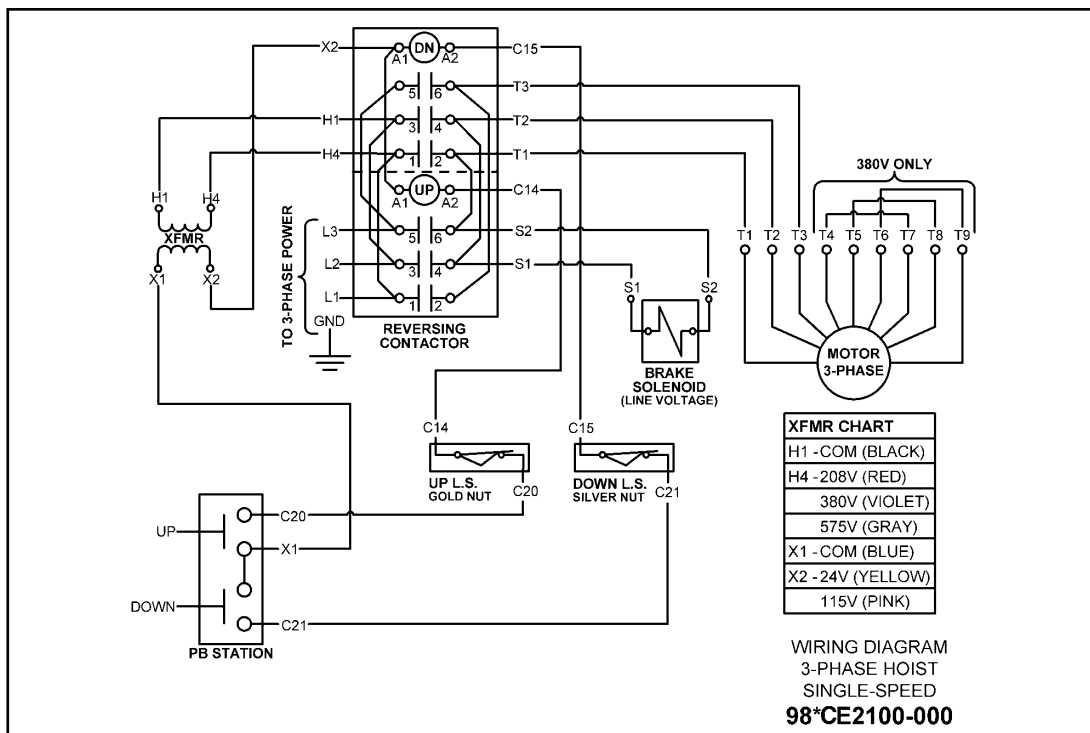 X2 A1 DN A2 C15
5 6 T3
H1 3 4 T2
H4 1 2 T1
A1 UP A2 C14
L3 5 6 S2
L2 3 4 S1
L1 1 2
GND
TO 3-PHASE POWER
REVERSING
CONTACTOR
H1 H4
XFMR
X1 X2
380V ONLY
T1 T2 T3 T4 T5 T6 T7 T8 T9
MOTOR
3-PHASE
S1 S2
BRAKE
SOLENOID
(LINE VOLTAGE)
C14 C15
UP L.S.
GOLD NUT
C20
DOWN L.S.
SILVER NUT
C21
UP
C20
X1
DOWN
C21
PB STATION
XFMR CHART
H1 - COM (BLACK)
H4 - 208V (RED)
380V (VIOLET)
575V (GRAY)
X1 - COM (BLUE)
X2 - 24V (YELLOW)
115V (PINK)
WIRING DIAGRAM
3-PHASE HOIST
SINGLE-SPEED
98*CE2100-000